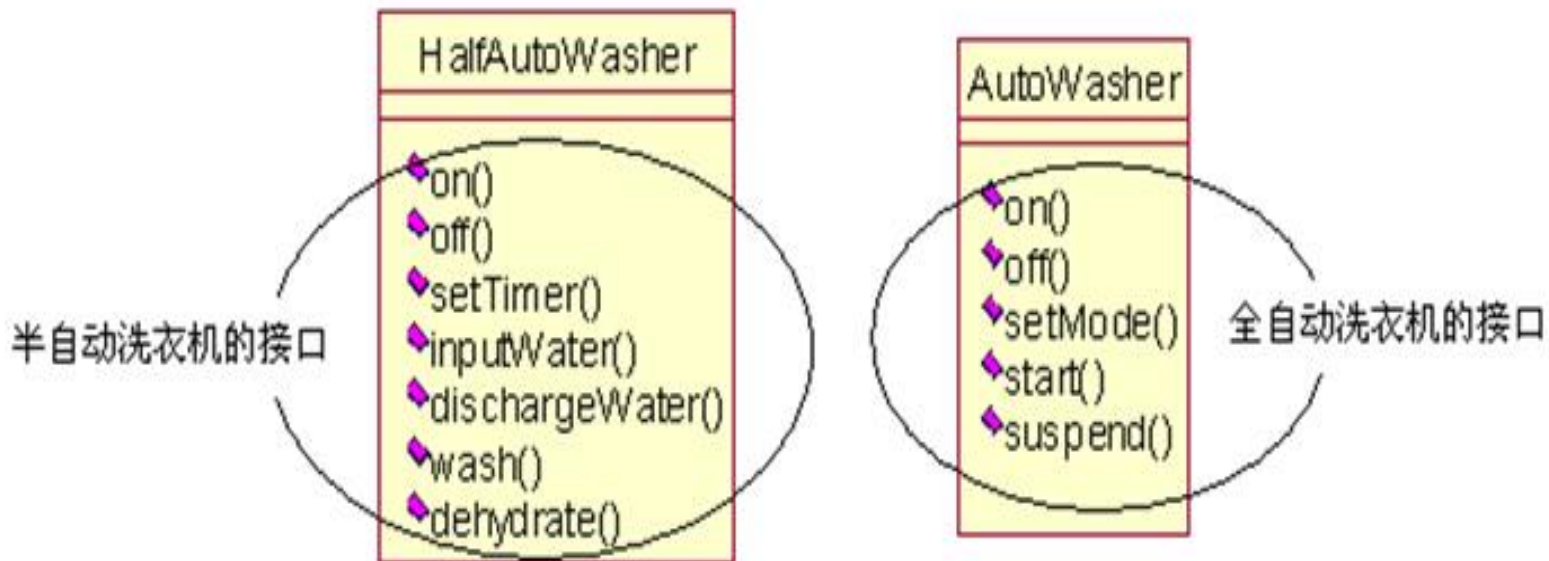 HalfAutoWasher
on()
off()
setTimer()
inputWater()
dischargeWater()
wash()
dehydrate()
半自动洗衣机的接口
AutoWasher
on()
off()
setMode()
start()
suspend()
全自动洗衣机的接口